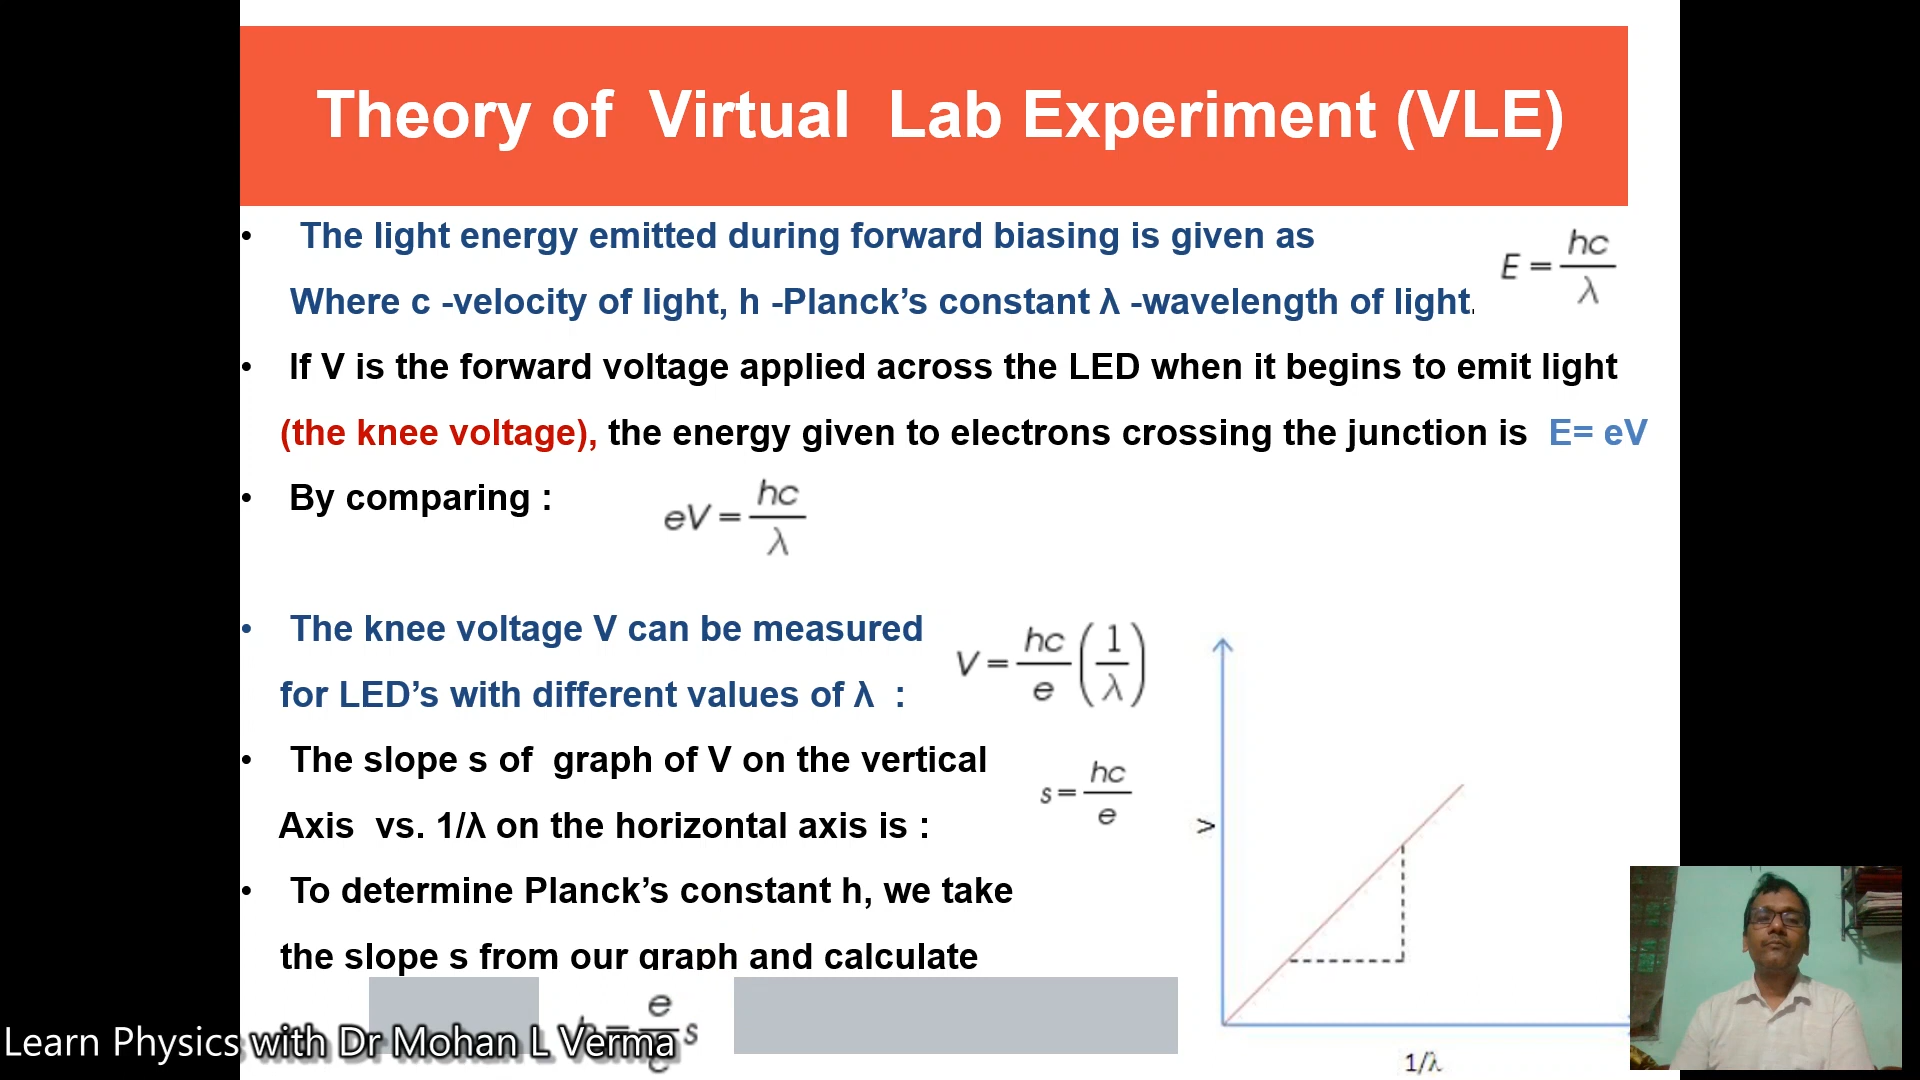 Theory of Virtual Lab Experiment (VLE)
• The light energy emitted during forward biasing is given as
E = hc/λ
Where c -velocity of light, h -Planck’s constant λ -wavelength of light.
• If V is the forward voltage applied across the LED when it begins to emit light
(the knee voltage), the energy given to electrons crossing the junction is E= eV
• By comparing :
eV = hc/λ
• The knee voltage V can be measured
for LED’s with different values of λ :
V = hc/e (1/λ)
• The slope s of graph of V on the vertical
Axis vs. 1/λ on the horizontal axis is :
s = hc/e
• To determine Planck’s constant h, we take
the slope s from our graph and calculate
e
s
V
1/λ
Learn Physics with Dr Mohan L Verma